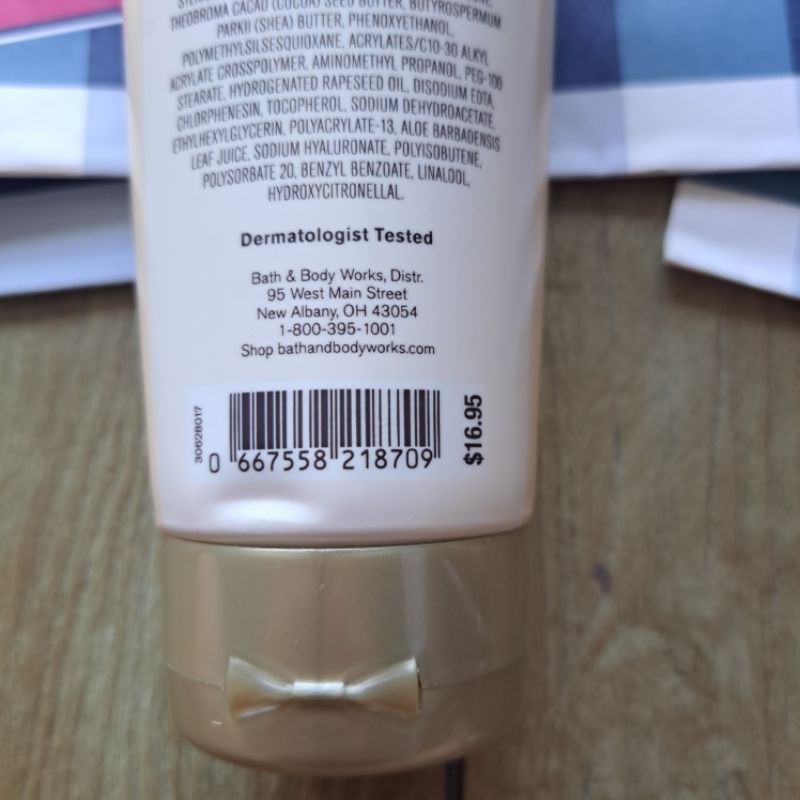 THEOBROMA CACAO (COCOA) SEED BUTTER, BUTYROSPERMUM
PARKII (SHEA) BUTTER, PHENOXYETHANOL,
POLYMETHYLSILSESQUIOXANE, ACRYLATES/C10-30 ALKYL
ACRYLATE CROSSPOLYMER, AMINOMETHYL PROPANOL, PEG-100
STEARATE, HYDROGENATED RAPESEED OIL, DISODIUM EDTA,
CHLORPHENESIN, TOCOPHEROL, SODIUM DEHYDROACETATE,
ETHYLHEXYLGLYCERIN, POLYACRYLATE-13, ALOE BARBADENSIS
LEAF JUICE, SODIUM HYALURONATE, POLYISOBUTENE,
POLYSORBATE 20, BENZYL BENZOATE, LINALOOL,
HYDROXYCITRONELLAL.
Dermatologist Tested
Bath & Body Works, Distr.
95 West Main Street
New Albany, OH 43054
1-800-395-1001
Shop bathandbodyworks.com
30628017
0 667558 218709
$16.95